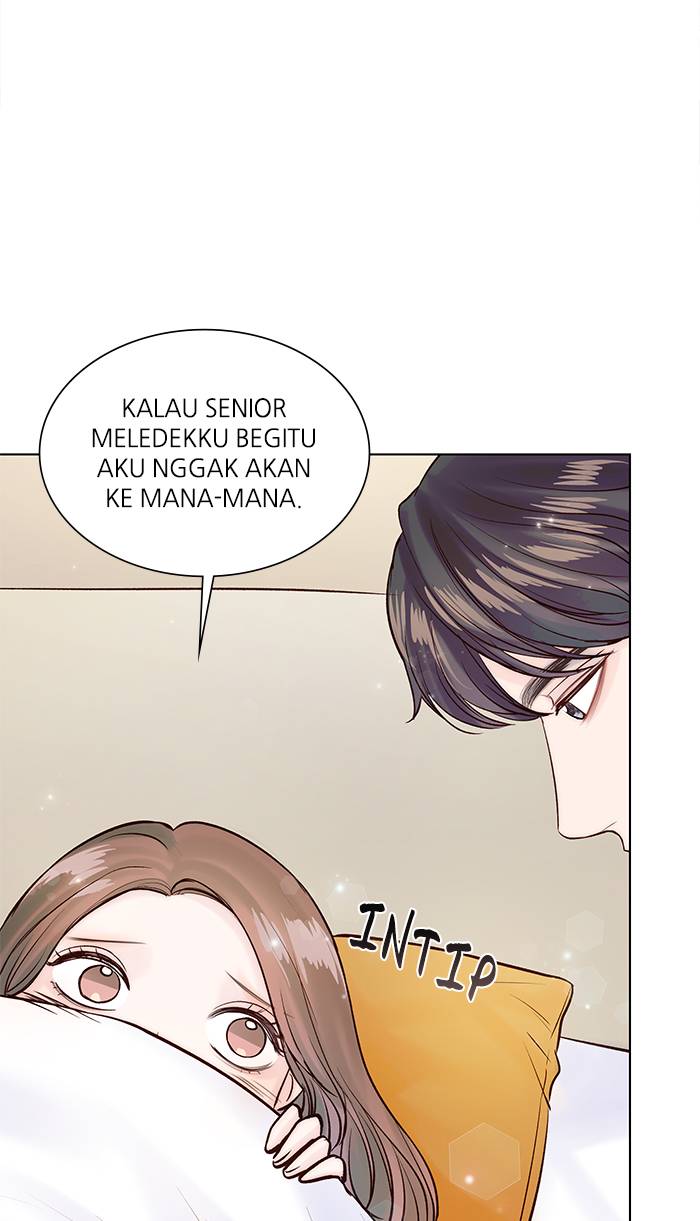 KALAU SENIOR
MELEDEKKU BEGITU
AKU NGGAK AKAN
KE MANA-MANA.
INTIP